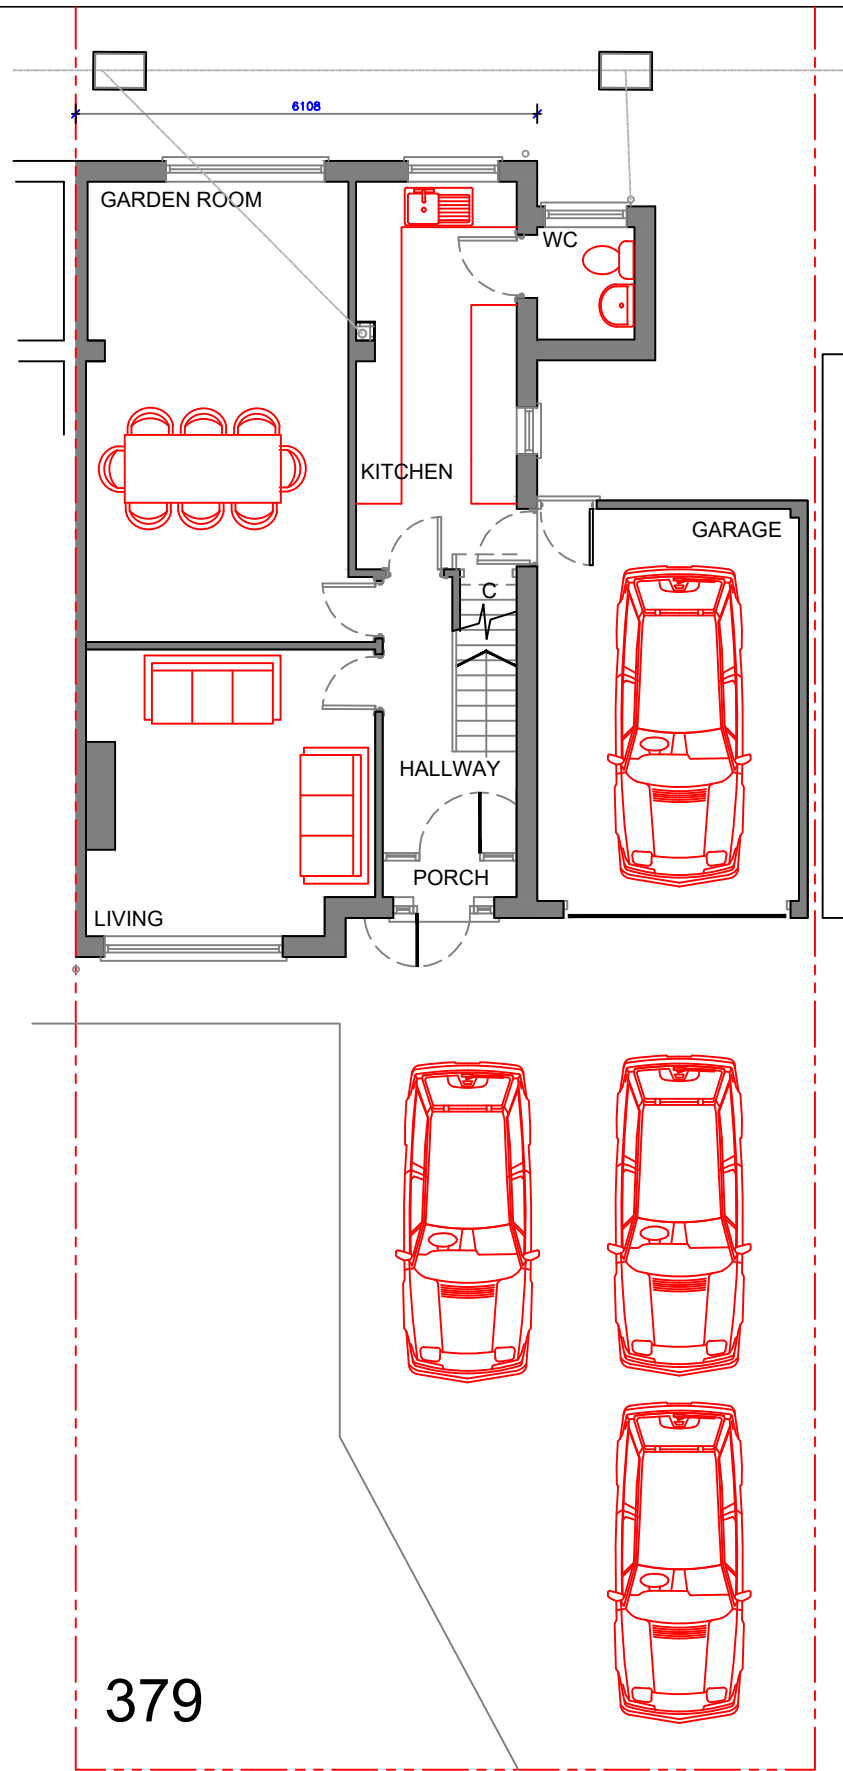 6108
GARDEN ROOM
WC
KITCHEN
GARAGE
C
HALLWAY
PORCH
LIVING
379